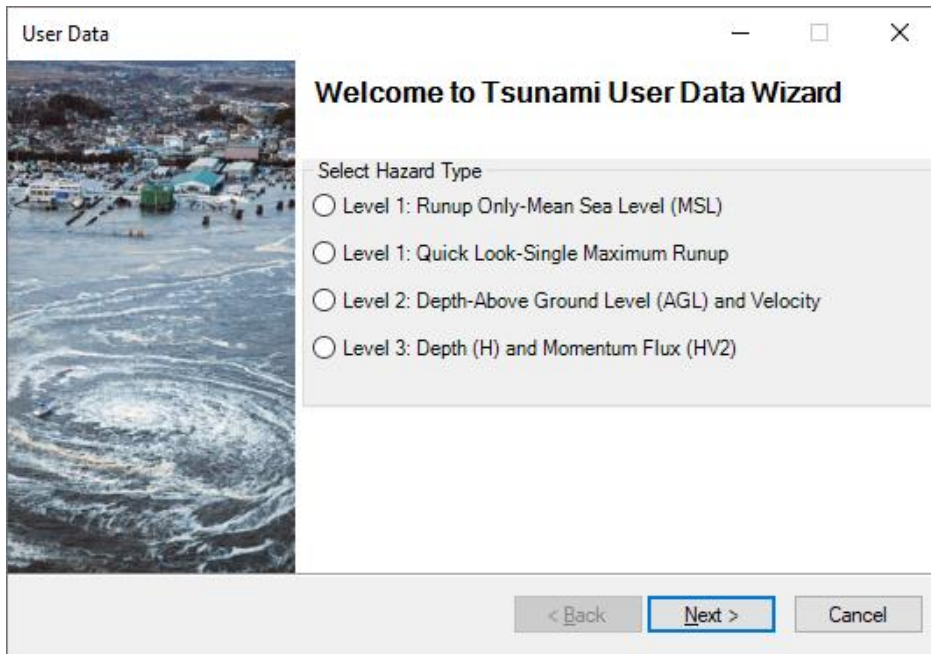 User Data
Welcome to Tsunami User Data Wizard
Select Hazard Type
Level 1: Runup Only-Mean Sea Level (MSL)
Level 1: Quick Look-Single Maximum Runup
Level 2: Depth-Above Ground Level (AGL) and Velocity
Level 3: Depth (H) and Momentum Flux (HV2)
< Back Next > Cancel